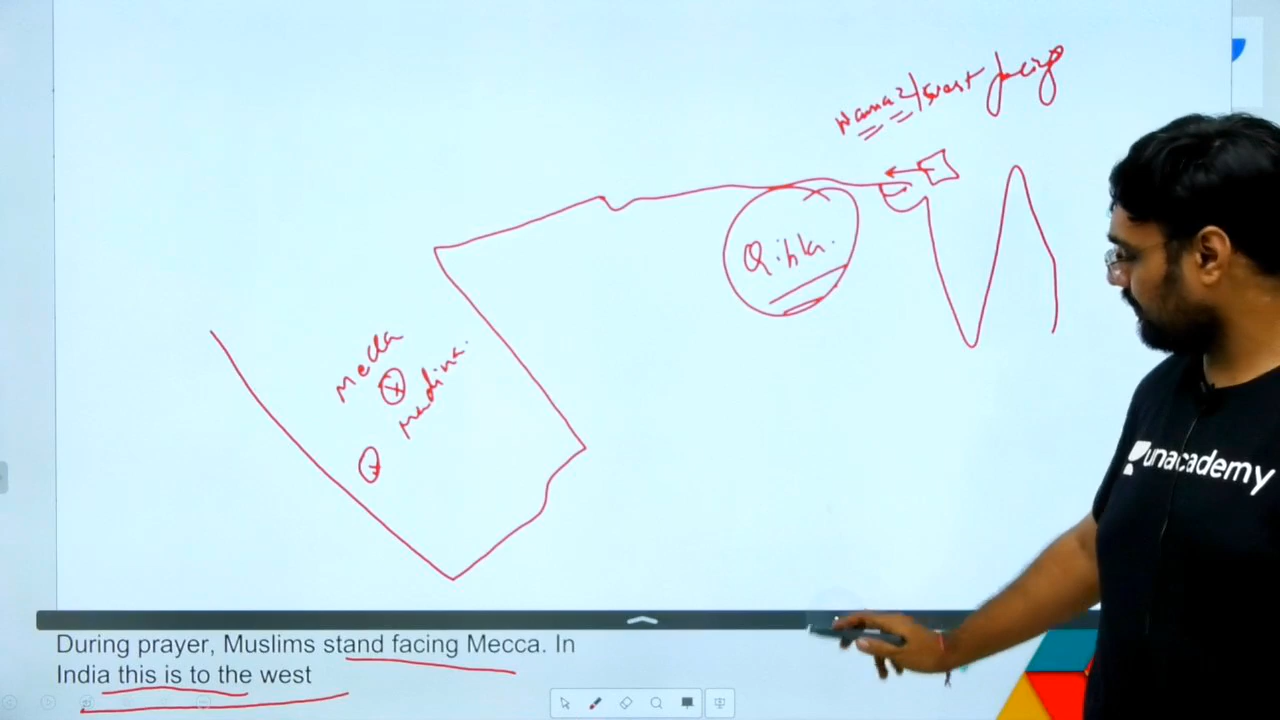 Namaz/west facing
Qibla.
Mecca
Madina.
unacademy
During prayer, Muslims stand facing Mecca. In
India this is to the west